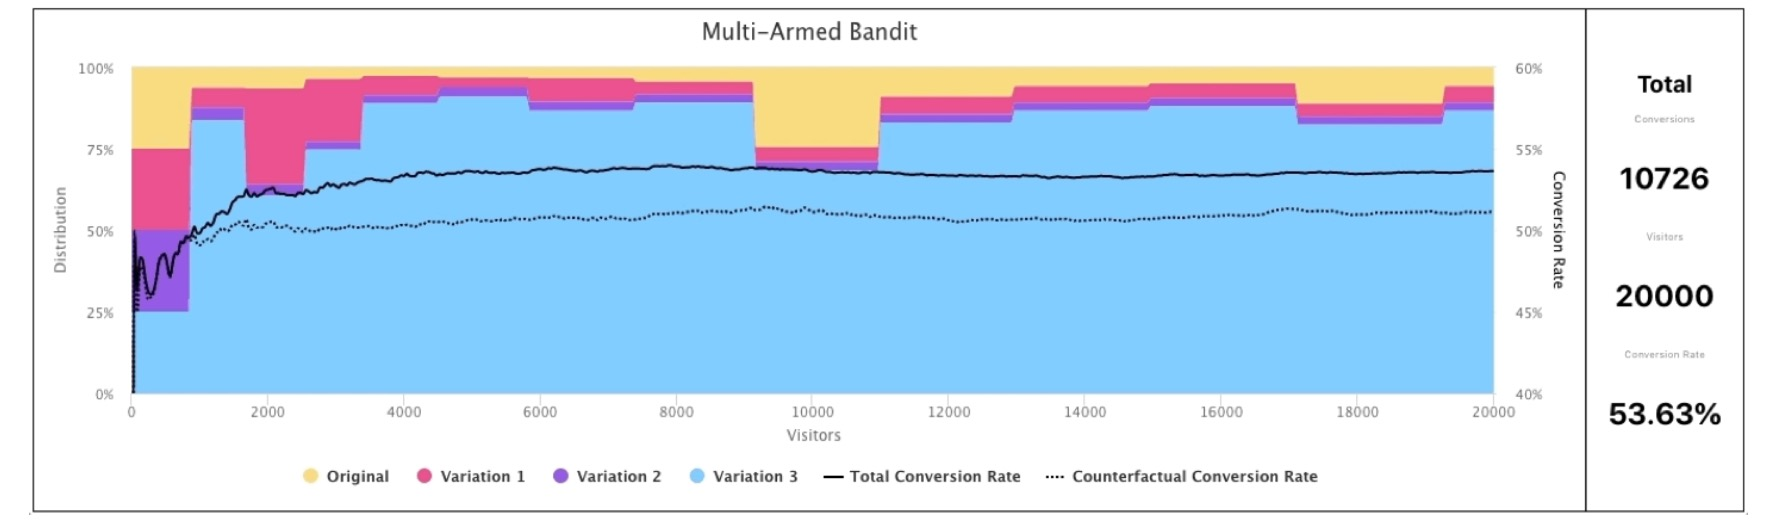 Multi-Armed Bandit
100%
75%
50%
25%
0%
Distribution
60%
55%
50%
45%
40%
Conversion Rate
0 2000 4000 6000 8000 10000 12000 14000 16000 18000 20000
Visitors
Original Variation 1 Variation 2 Variation 3 Total Conversion Rate Counterfactual Conversion Rate
Total
Conversions
10726
Visitors
20000
Conversion Rate
53.63%